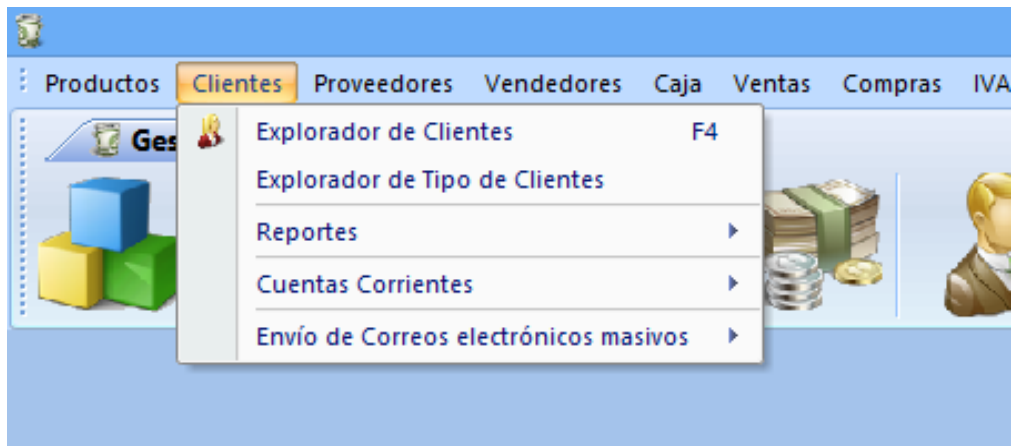 Productos Clientes Proveedores Vendedores Caja Ventas Compras IVA
Ges
Explorador de Clientes F4
Explorador de Tipo de Clientes
Reportes
Cuentas Corrientes
Envío de Correos electrónicos masivos